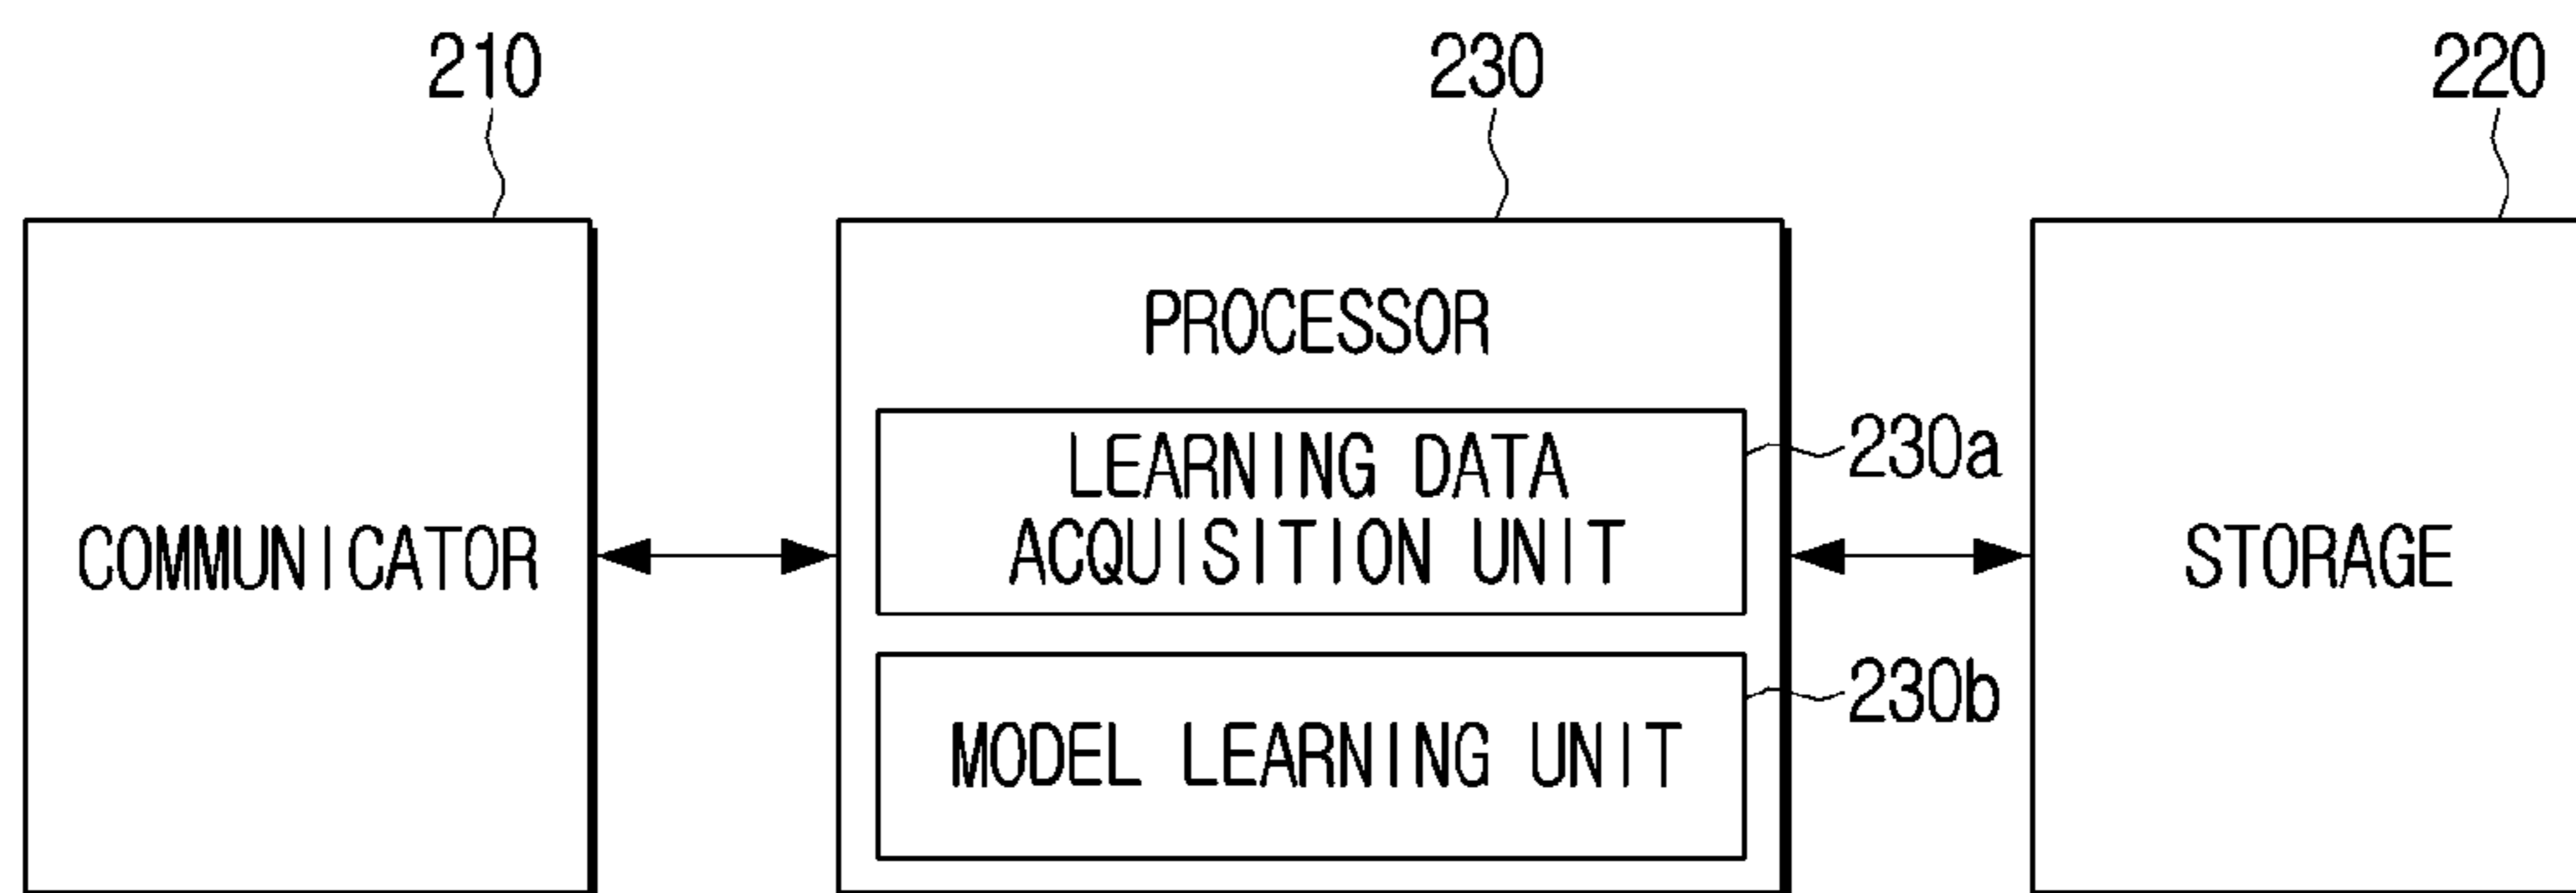 210
230
220
PROCESSOR
LEARNING DATA
ACQUISITION UNIT
230a
COMMUNICATOR
STORAGE
MODEL LEARNING UNIT
230b